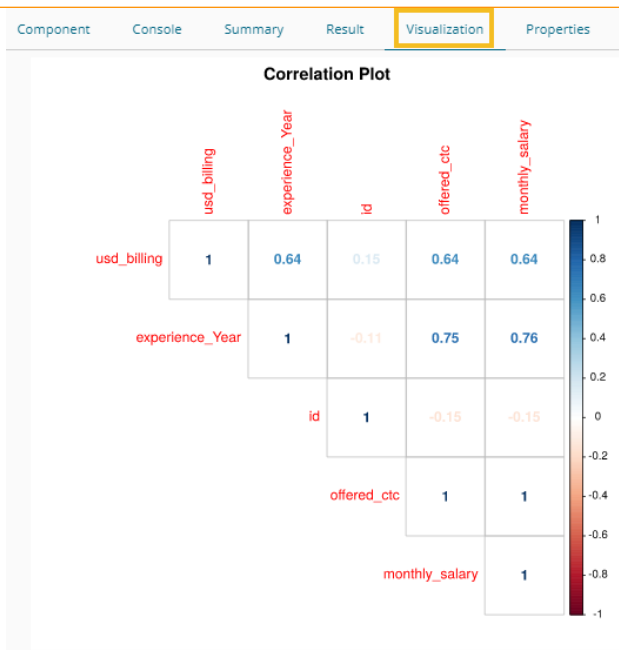 Component Console Summary Result Visualization Properties
Correlation Plot
usd_billing experience_Year id offered_ctc monthly_salary
usd_billing 1 0.64 0.15 0.64 0.64
experience_Year 1 -0.11 0.75 0.76
id 1 -0.15 -0.15
offered_ctc 1 1
monthly_salary 1
1
0.8
0.6
0.4
0.2
0
-0.2
-0.4
-0.6
-0.8
-1